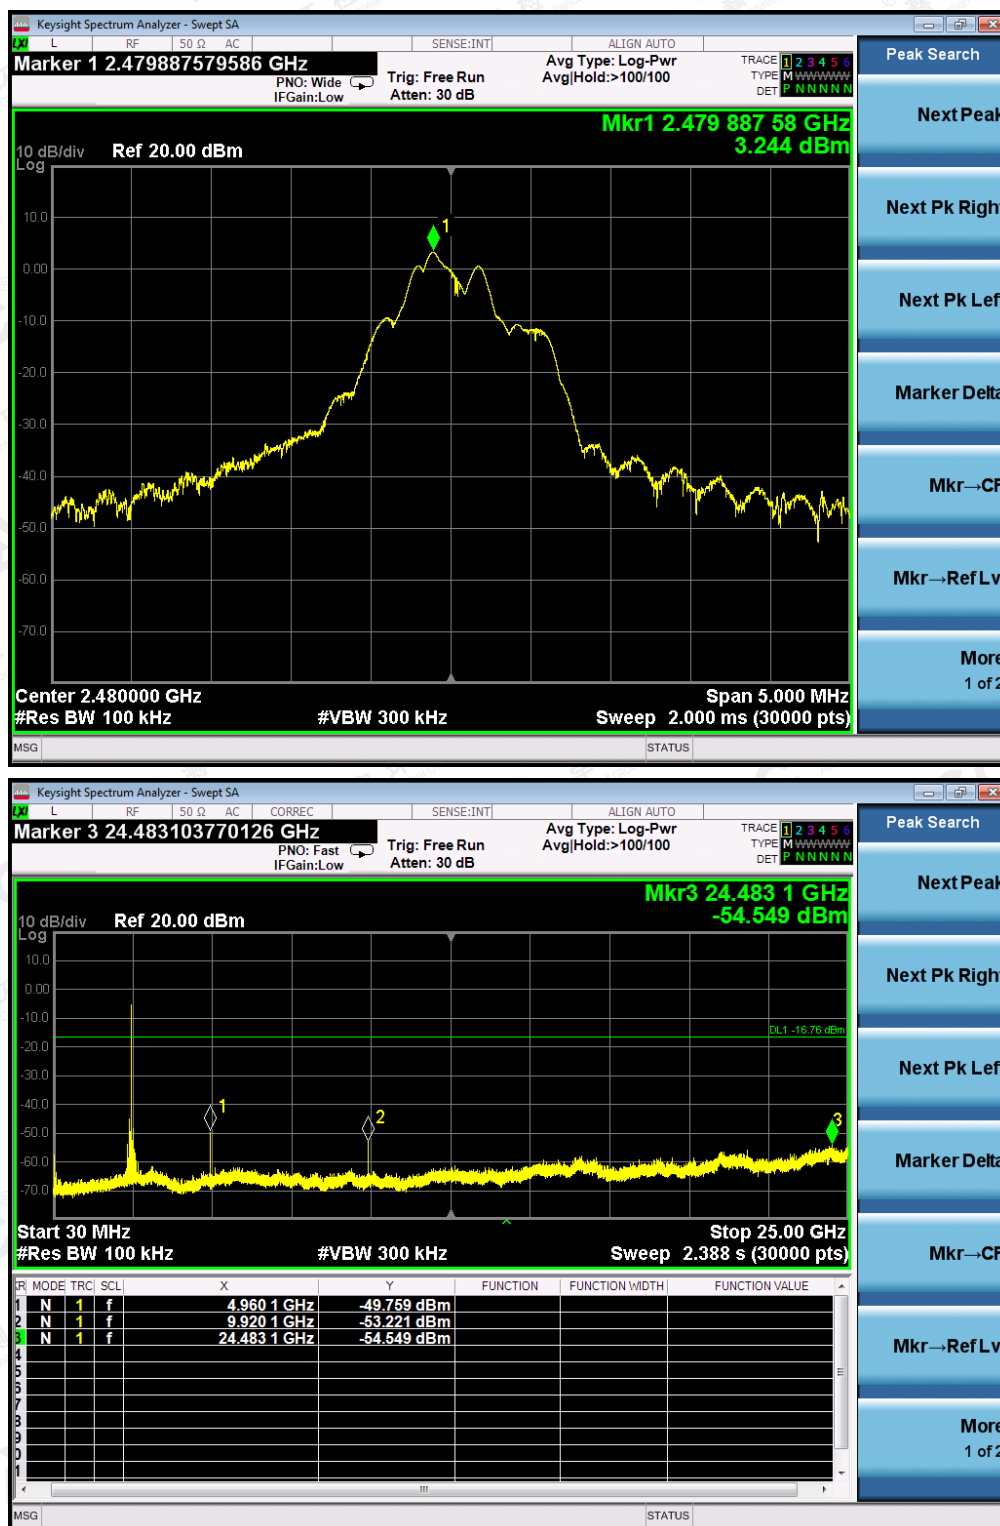 Keysight Spectrum Analyzer - Swept SA
LXI L RF 50 Ω AC SENSE:INT ALIGN AUTO
Marker 1 2.479887579586 GHz
PNO: Wide
IFGain:Low
Trig: Free Run
Atten: 30 dB
Avg Type: Log-Pwr
Avg|Hold:>100/100
TRACE 1 2 3 4 5 6
TYPE M W W W W W
DET P N N N N N
Mkr1 2.479 887 58 GHz
3.244 dBm
10 dB/div Ref 20.00 dBm
Log
10.0
0.00
-10.0
-20.0
-30.0
-40.0
-50.0
-60.0
-70.0
1
Center 2.480000 GHz
Span 5.000 MHz
#Res BW 100 kHz
#VBW 300 kHz
Sweep 2.000 ms (30000 pts)
MSG
STATUS
Peak Search
Next Peak
Next Pk Right
Next Pk Left
Marker Delta
Mkr→CF
Mkr→Ref Lv
More
1 of 2
Keysight Spectrum Analyzer - Swept SA
LXI L RF 50 Ω AC CORREC SENSE:INT ALIGN AUTO
Marker 3 24.483103770126 GHz
PNO: Fast
IFGain:Low
Trig: Free Run
Atten: 30 dB
Avg Type: Log-Pwr
Avg|Hold:>100/100
TRACE 1 2 3 4 5 6
TYPE M W W W W W
DET P N N N N N
Mkr3 24.483 1 GHz
-54.549 dBm
10 dB/div Ref 20.00 dBm
Log
10.0
0.00
-10.0
-20.0
-30.0
-40.0
-50.0
-60.0
-70.0
DL1 -16.76 dBm
1
2
3
Start 30 MHz
Stop 25.00 GHz
#Res BW 100 kHz
#VBW 300 kHz
Sweep 2.388 s (30000 pts)
KR MODE TRC SCL X Y FUNCTION FUNCTION WIDTH FUNCTION VALUE
1 N 1 f 4.960 1 GHz -49.759 dBm
2 N 1 f 9.920 1 GHz -53.221 dBm
3 N 1 f 24.483 1 GHz -54.549 dBm
4
5
6
7
8
9
0
1
MSG
STATUS
Peak Search
Next Peak
Next Pk Right
Next Pk Left
Marker Delta
Mkr→CF
Mkr→Ref Lv
More
1 of 2